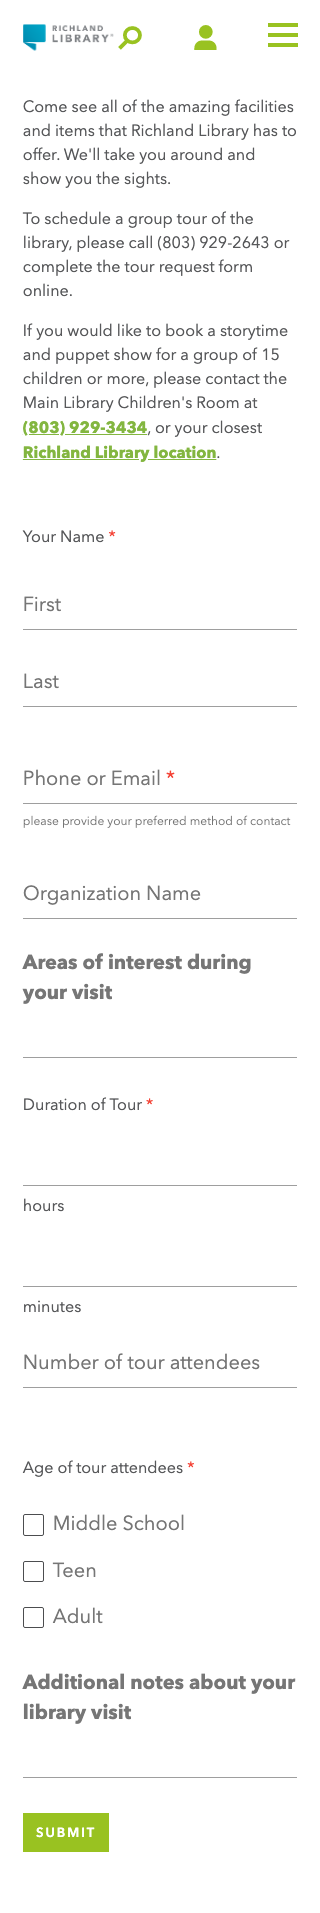 RICHLAND
LIBRARY
Come see all of the amazing facilities
and items that Richland Library has to
offer. We'll take you around and
show you the sights.
To schedule a group tour of the
library, please call (803) 929-2643 or
complete the tour request form
online.
If you would like to book a storytime
and puppet show for a group of 15
children or more, please contact the
Main Library Children's Room at
(803) 929-3434, or your closest
Richland Library location.
Your Name *
First
Last
Phone or Email *
please provide your preferred method of contact
Organization Name
Areas of interest during
your visit
Duration of Tour *
hours
minutes
Number of tour attendees
Age of tour attendees *
Middle School
Teen
Adult
Additional notes about your
library visit
SUBMIT